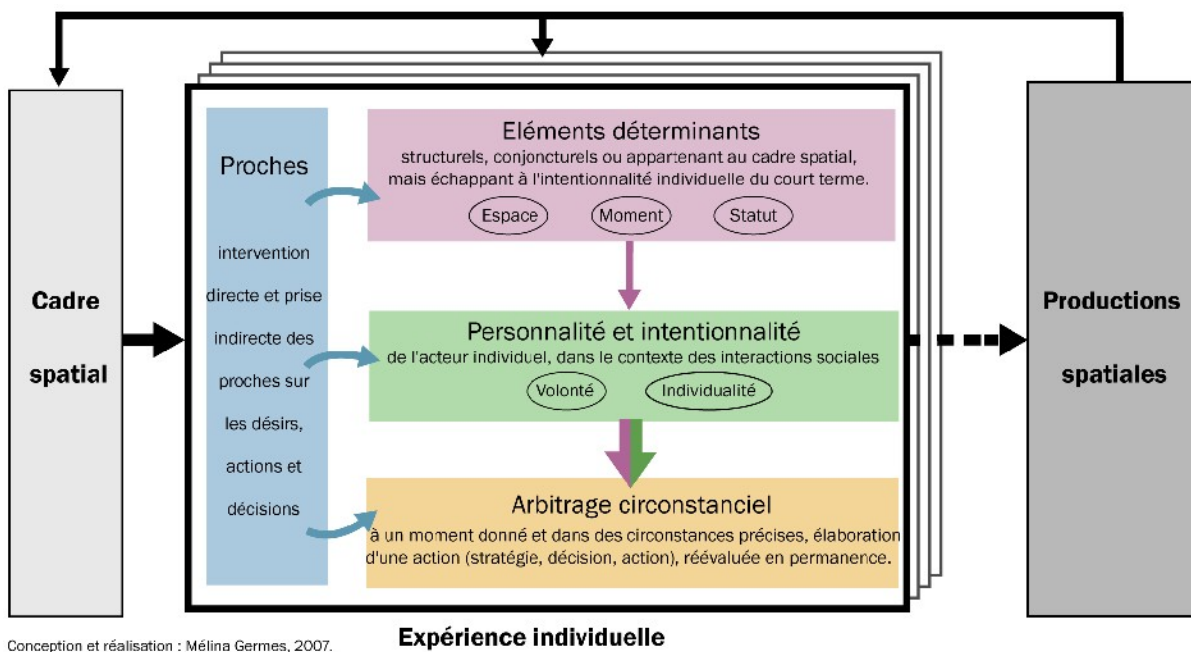 Cadre
spatial
Proches
intervention
directe et prise
indirecte des
proches sur
les désirs,
actions et
décisions
Eléments déterminants
structurels, conjoncturels ou appartenant au cadre spatial,
mais échappant à l'intentionnalité individuelle du court terme.
Espace
Moment
Statut
Personnalité et intentionnalité
de l'acteur individuel, dans le contexte des interactions sociales
Volonté
Individualité
Arbitrage circonstanciel
à un moment donné et dans des circonstances précises, élaboration
d'une action (stratégie, décision, action), réévaluée en permanence.
Productions
spatiales
Expérience individuelle
Conception et réalisation : Mélina Germes, 2007.